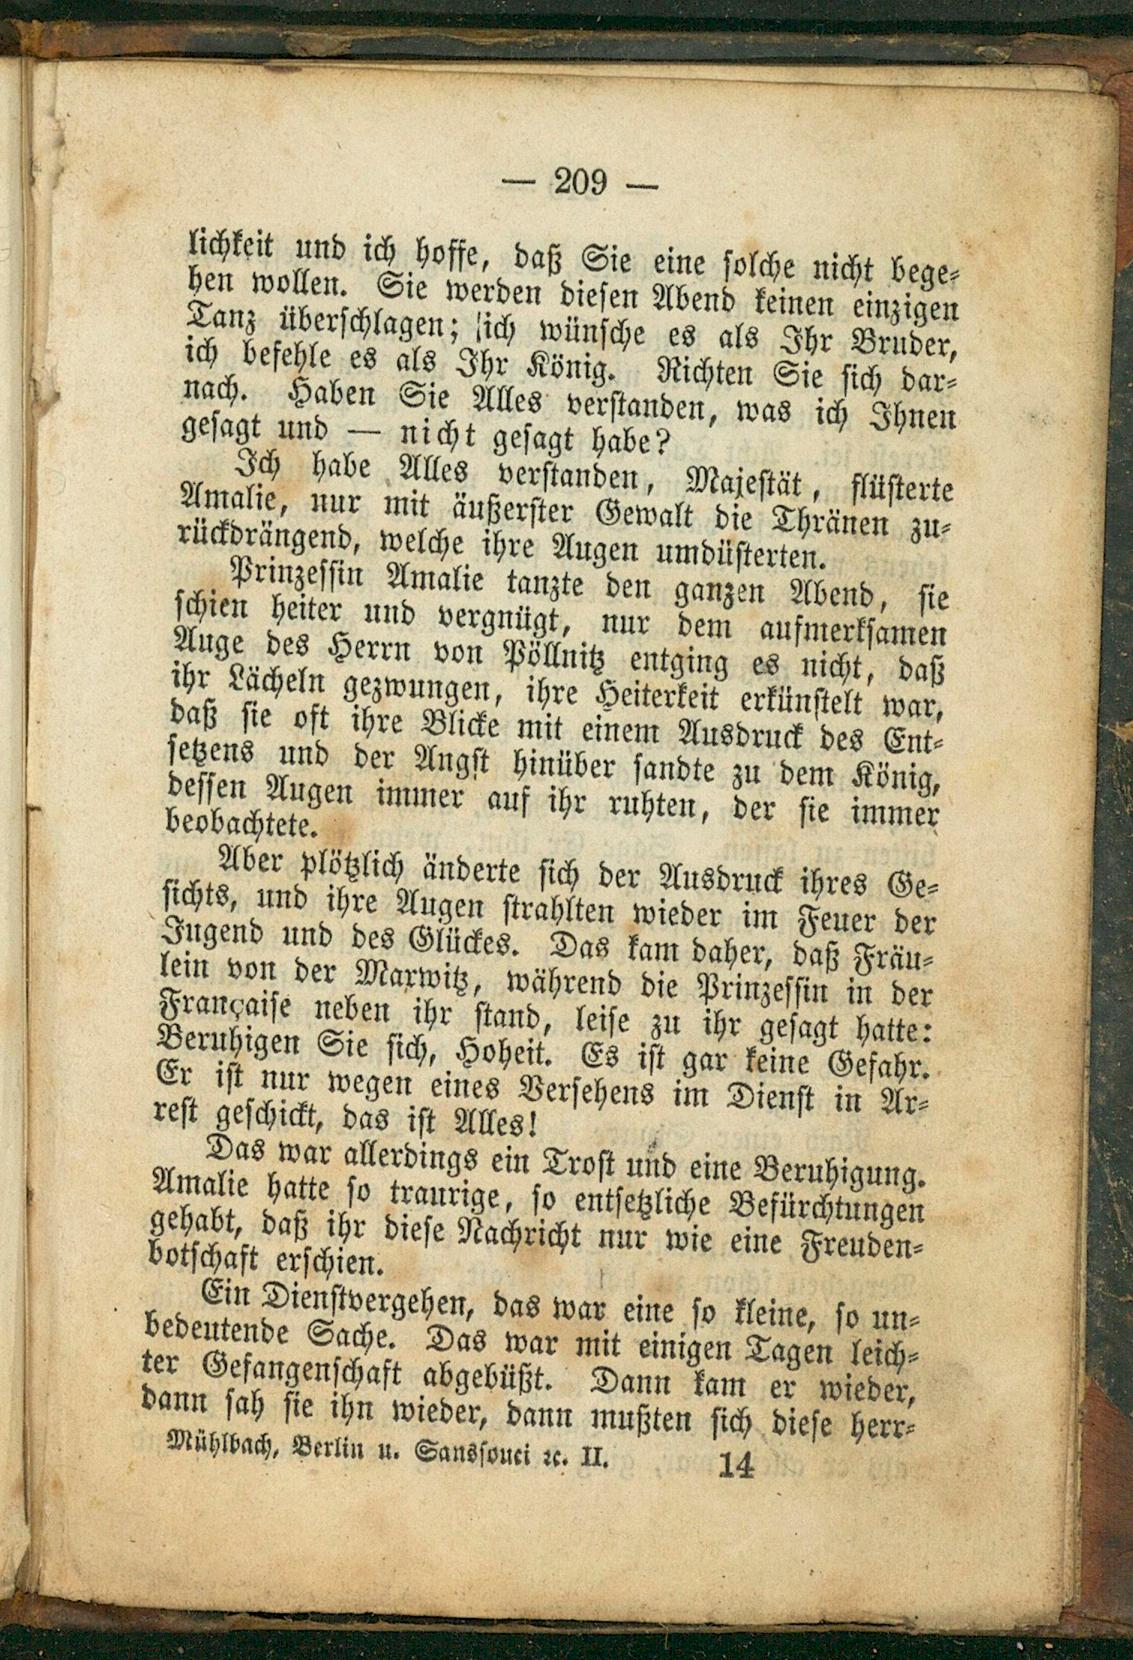 — 209 —
lichkeit und ich hoffe, daß Sie eine solche nicht bege-
hen wollen. Sie werden diesen Abend keinen einzigen
Tanz überschlagen; ich wünsche es als Ihr Bruder,
ich befehle es als Ihr König. Richten Sie sich dar-
nach. Haben Sie Alles verstanden, was ich Ihnen
gesagt und — nicht gesagt habe?
Ich habe Alles verstanden, Majestät, flüsterte
Amalie, nur mit äußerster Gewalt die Thränen zu-
rückdrängend, welche ihre Augen umdüsterten.
Prinzessin Amalie tanzte den ganzen Abend, sie
schien heiter und vergnügt, nur dem aufmerksamen
Auge des Herrn von Pöllnitz entging es nicht, daß
ihr Lächeln gezwungen, ihre Heiterkeit erkünstelt war,
daß sie oft ihre Blicke mit einem Ausdruck des Ent-
setzens und der Angst hinüber sandte zu dem König,
dessen Augen immer auf ihr ruhten, der sie immer
beobachtete.
Aber plötzlich änderte sich der Ausdruck ihres Ge-
sichts, und ihre Augen strahlten wieder im Feuer der
Jugend und des Glückes. Das kam daher, daß Fräu-
lein von der Marwitz, während die Prinzessin in der
Française neben ihr stand, leise zu ihr gesagt hatte:
Beruhigen Sie sich, Hoheit. Es ist gar keine Gefahr.
Er ist nur wegen eines Versehens im Dienst in Ar-
rest geschickt, das ist Alles!
Das war allerdings ein Trost und eine Beruhigung.
Amalie hatte so traurige, so entsetzliche Befürchtungen
gehabt, daß ihr diese Nachricht nur wie eine Freuden-
botschaft erschien.
Ein Dienstvergehen, das war eine so kleine, so un-
bedeutende Sache. Das war mit einigen Tagen leich-
ter Gefangenschaft abgebüßt. Dann kam er wieder,
dann sah sie ihn wieder, dann mußten sich diese herr-
Mühlbach, Berlin u. Sanssouci ꝛc. II. 14